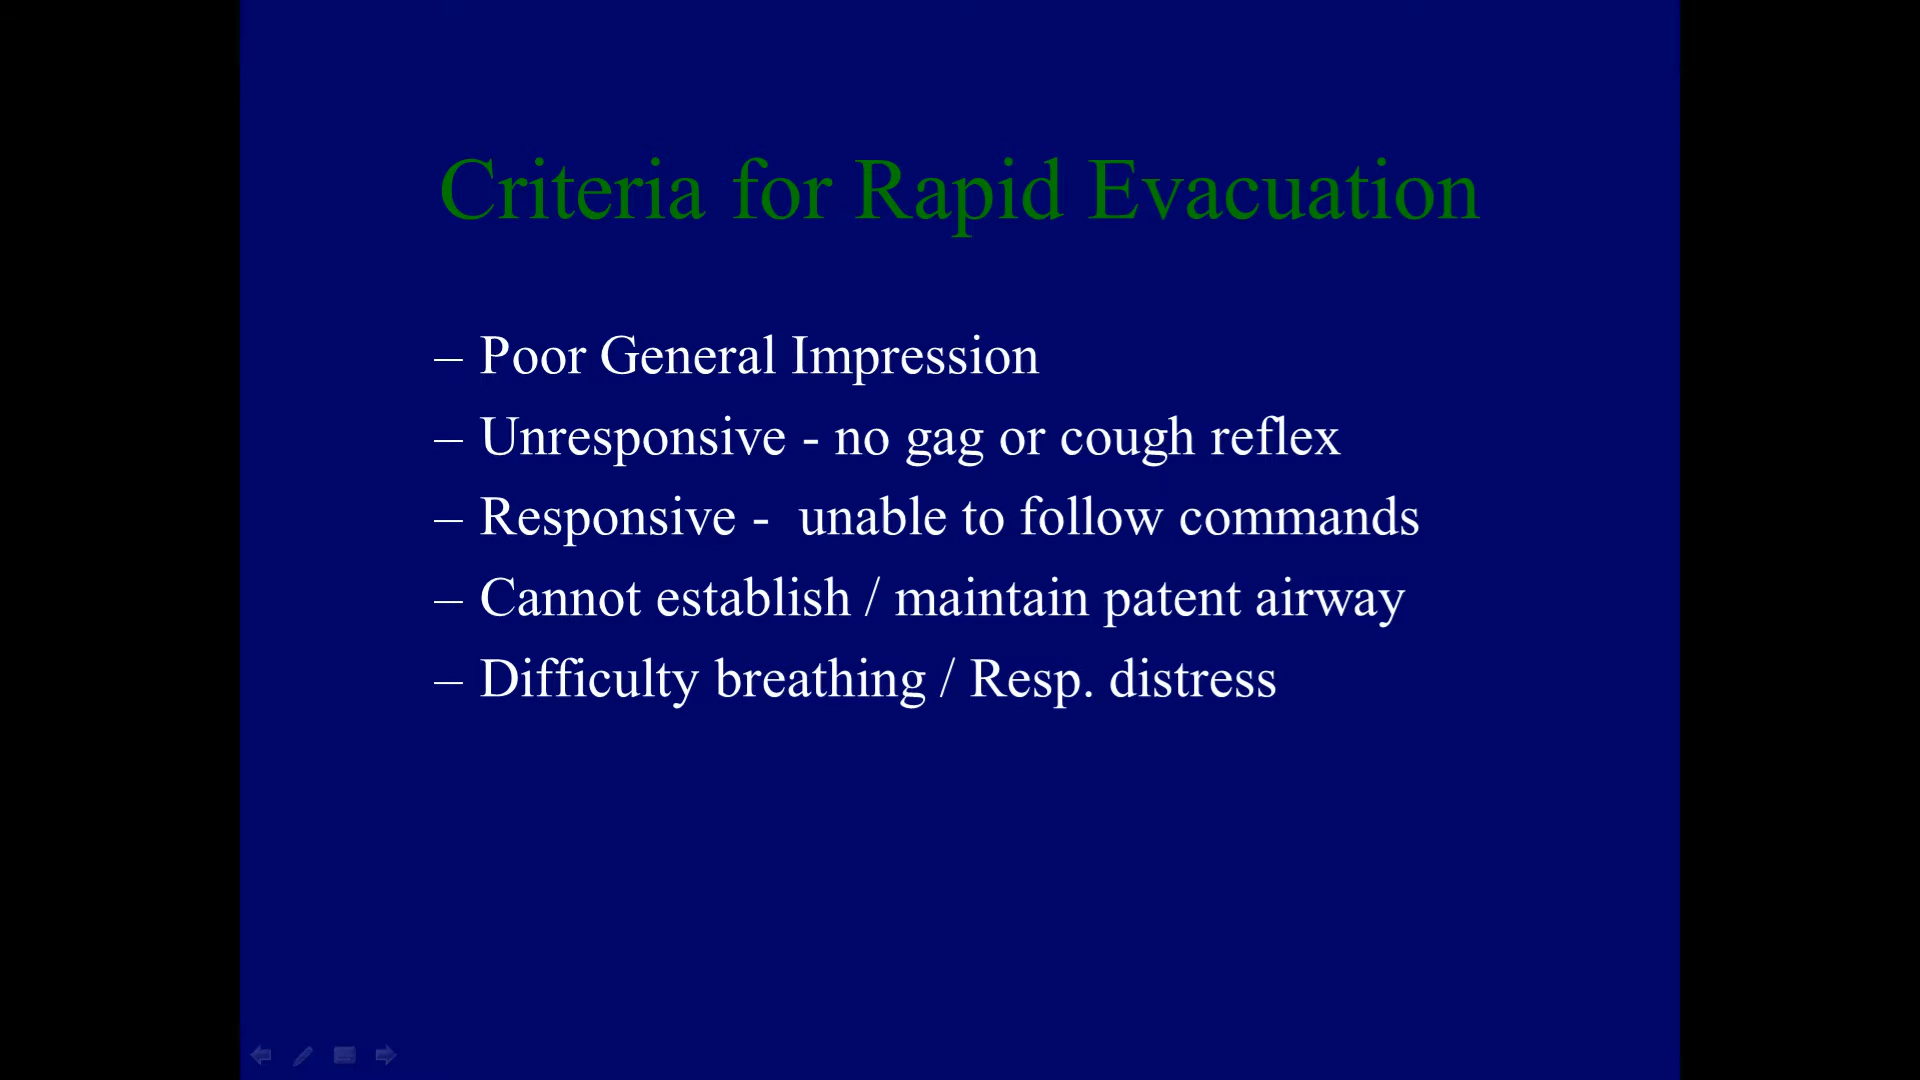 Criteria for Rapid Evacuation
– Poor General Impression
– Unresponsive - no gag or cough reflex
– Responsive -  unable to follow commands
– Cannot establish / maintain patent airway
– Difficulty breathing / Resp. distress